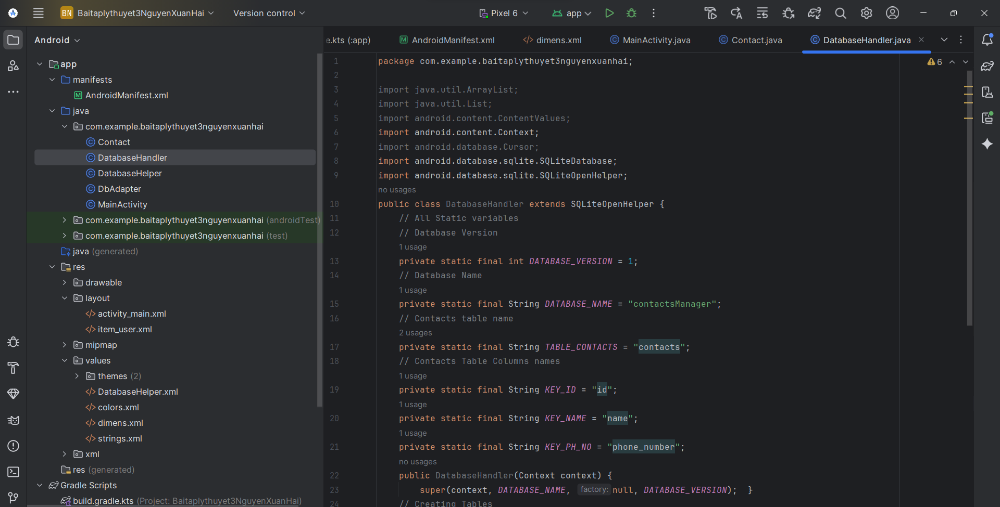 BN BaitapIythuyet3NguyenXuanHai Version control Pixel 6 app
Android
app
manifests
AndroidManifest.xml
java
com.example.baitaplythuyet3nguyenxuanhai
Contact
DatabaseHandler
DatabaseHelper
DbAdapter
MainActivity
com.example.baitaplythuyet3nguyenxuanhai (androidTest)
com.example.baitaplythuyet3nguyenxuanhai (test)
java (generated)
res
drawable
layout
activity_main.xml
item_user.xml
mipmap
values
themes (2)
DatabaseHelper.xml
colors.xml
dimens.xml
strings.xml
xml
res (generated)
Gradle Scripts
build.gradle.kts (Project: Baitaplythuyet3NguyenXuanHai)
e.kts (:app) AndroidManifest.xml dimens.xml MainActivity.java Contact.java DatabaseHandler.java
6
1 package com.example.baitaplythuyet3nguyenxuanhai;
2
3 import java.util.ArrayList;
4 import java.util.List;
5 import android.content.ContentValues;
6 import android.content.Context;
7 import android.database.Cursor;
8 import android.database.sqlite.SQLiteDatabase;
9 import android.database.sqlite.SQLiteOpenHelper;
no usages
10 public class DatabaseHandler extends SQLiteOpenHelper {
11 // All Static variables
12 // Database Version
1 usage
13 private static final int DATABASE_VERSION = 1;
14 // Database Name
1 usage
15 private static final String DATABASE_NAME = "contactsManager";
16 // Contacts table name
2 usages
17 private static final String TABLE_CONTACTS = "contacts";
18 // Contacts Table Columns names
1 usage
19 private static final String KEY_ID = "id";
1 usage
20 private static final String KEY_NAME = "name";
1 usage
21 private static final String KEY_PH_NO = "phone_number";
no usages
22 public DatabaseHandler(Context context) {
23 super(context, DATABASE_NAME, factory: null, DATABASE_VERSION); }
24 // Creating Tables